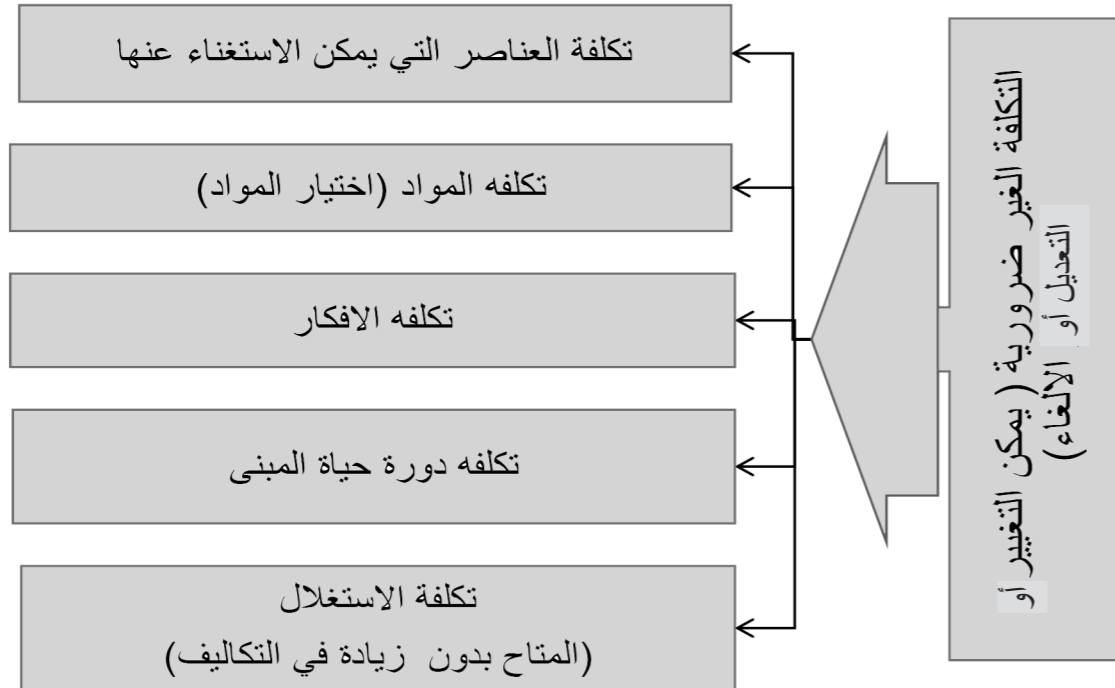 التكلفة الغير ضرورية ( يمكن التغيير أو
التعديل أو الالغاء)
تكلفة العناصر التي يمكن الاستغناء عنها
تكلفه المواد (اختيار المواد)
تكلفه الافكار
تكلفه دورة حياة المبنى
تكلفة الاستغلال
(المتاح بدون زيادة في التكاليف)